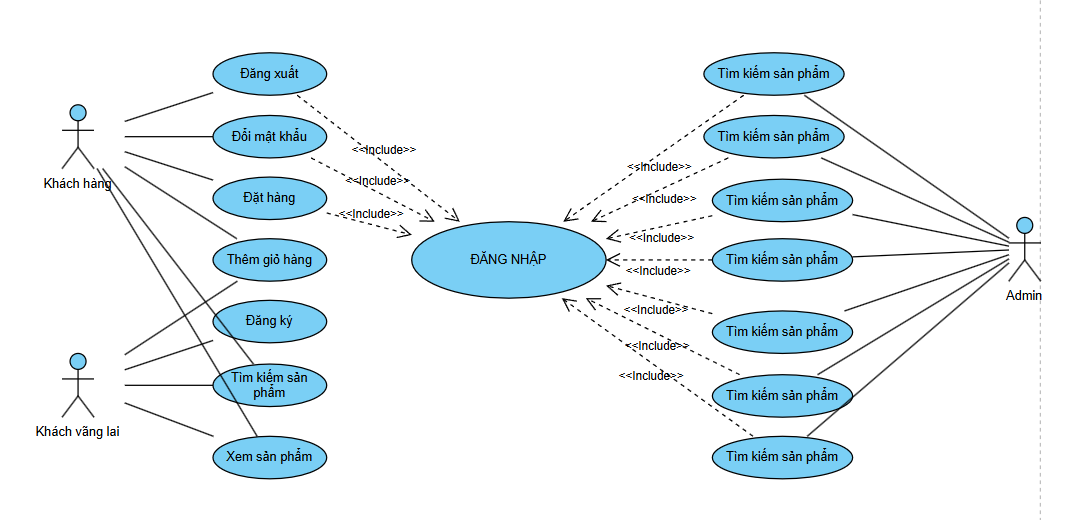 Đăng xuất
Tìm kiếm sản phẩm
Đổi mật khẩu
Tìm kiếm sản phẩm
<<Include>>
<<Include>>
Khách hàng
<<Include>>
Đặt hàng
<<Include>>
Tìm kiếm sản phẩm
<<Include>>
<<Include>>
Thêm giỏ hàng
ĐĂNG NHẬP
Tìm kiếm sản phẩm
<<Include>>
Admin
<<Include>>
Đăng ký
Tìm kiếm sản phẩm
<<Include>>
<<Include>>
Tìm kiếm sản
phẩm
Tìm kiếm sản phẩm
Khách vãng lai
Xem sản phẩm
Tìm kiếm sản phẩm